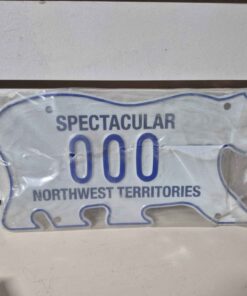 SPECTACULAR
000
NORTHWEST TERRITORIES